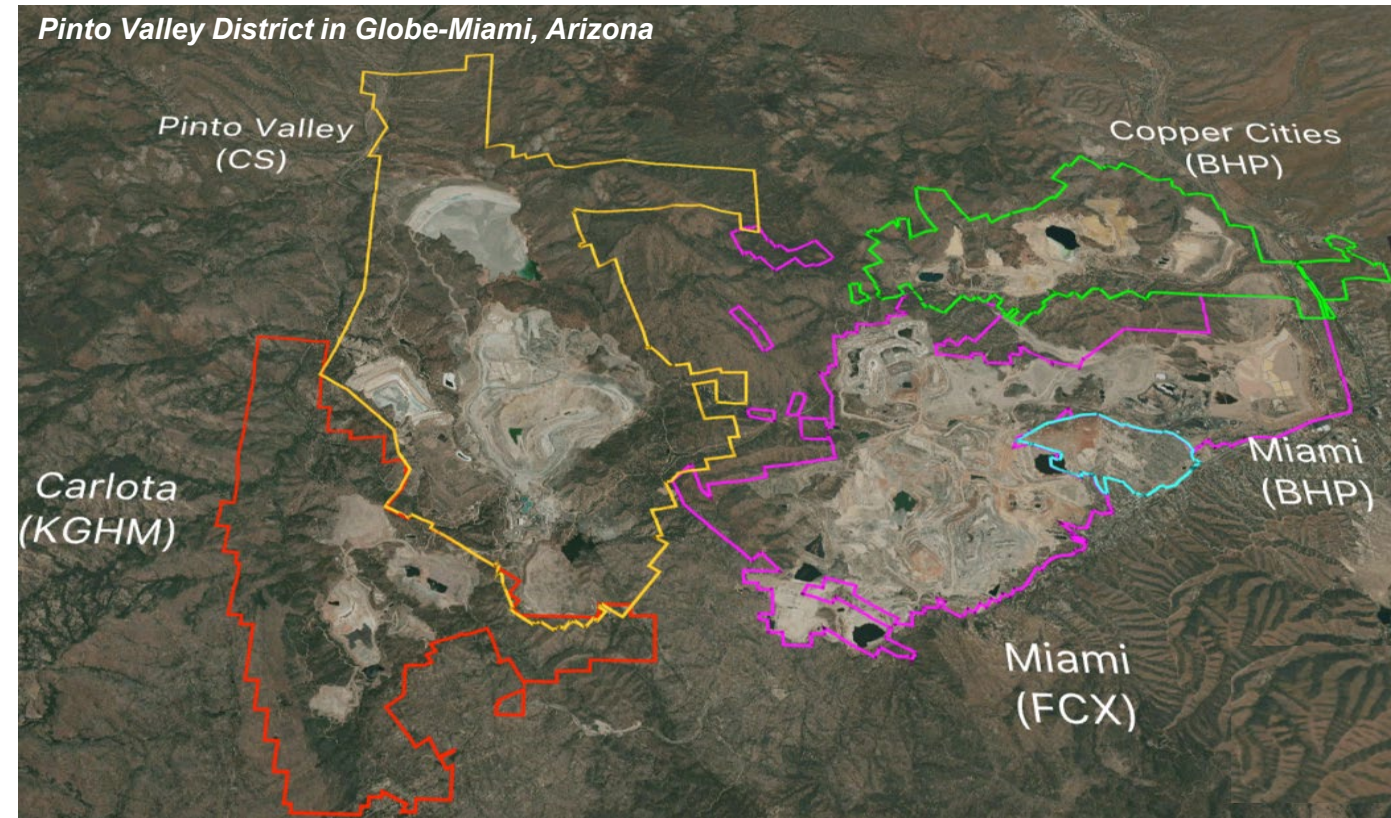 Pinto Valley District in Globe-Miami, Arizona
Pinto Valley
(CS)
Copper Cities
(BHP)
Carlota
(KGHM)
Miami
(BHP)
Miami
(FCX)